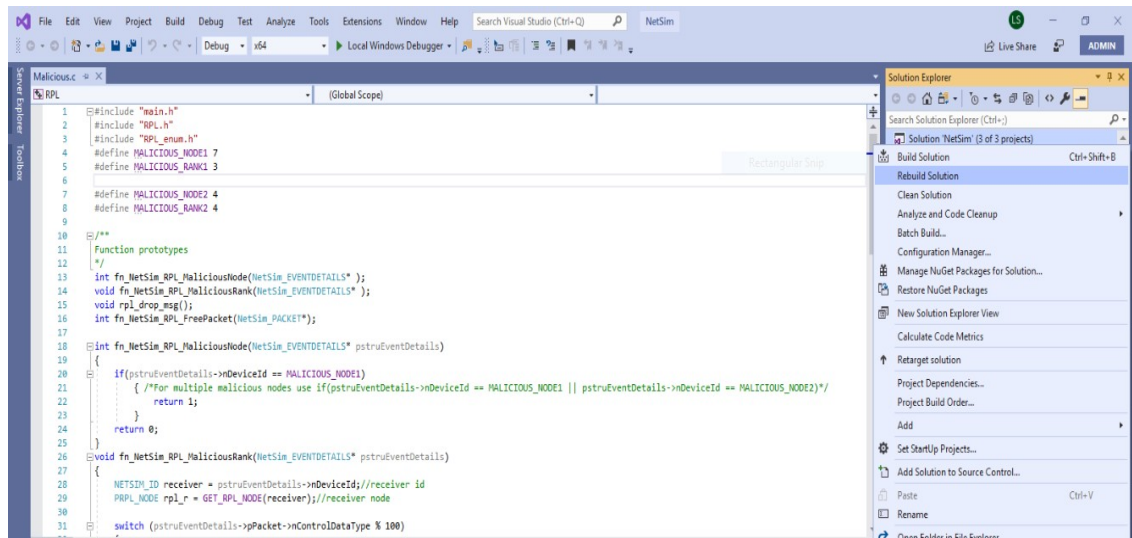 File Edit View Project Build Debug Test Analyze Tools Extensions Window Help Search Visual Studio (Ctrl+Q) NetSim LS
Debug x64 Local Windows Debugger Live Share ADMIN
Server Explorer
Toolbox
Malicious.c
RPL (Global Scope)
1 #include "main.h"
2 #include "RPL.h"
3 #include "RPL_enum.h"
4 #define MALICIOUS_NODE1 7
5 #define MALICIOUS_RANK1 3
6
7 #define MALICIOUS_NODE2 4
8 #define MALICIOUS_RANK2 4
9
10 /**
11 Function prototypes
12 */
13 int fn_NetSim_RPL_MaliciousNode(NetSim_EVENTDETAILS* );
14 void fn_NetSim_RPL_MaliciousRank(NetSim_EVENTDETAILS* );
15 void rpl_drop_msg();
16 int fn_NetSim_RPL_FreePacket(NetSim_PACKET*);
17
18 int fn_NetSim_RPL_MaliciousNode(NetSim_EVENTDETAILS* pstruEventDetails)
19 {
20 if(pstruEventDetails->nDeviceId == MALICIOUS_NODE1)
21 { /*For multiple malicious nodes use if(pstruEventDetails->nDeviceId == MALICIOUS_NODE1 || pstruEventDetails->nDeviceId == MALICIOUS_NODE2)*/
22 return 1;
23 }
24 return 0;
25 }
26 void fn_NetSim_RPL_MaliciousRank(NetSim_EVENTDETAILS* pstruEventDetails)
27 {
28 NETSIM_ID receiver = pstruEventDetails->nDeviceId;//receiver id
29 PRPL_NODE rpl_r = GET_RPL_NODE(receiver);//receiver node
30
31 switch (pstruEventDetails->pPacket->nControlDataType % 100)
Rectangular Snip
Solution Explorer
Search Solution Explorer (Ctrl+;)
Solution 'NetSim' (3 of 3 projects)
Build Solution Ctrl+Shift+B
Rebuild Solution
Clean Solution
Analyze and Code Cleanup
Batch Build...
Configuration Manager...
Manage NuGet Packages for Solution...
Restore NuGet Packages
New Solution Explorer View
Calculate Code Metrics
Retarget solution
Project Dependencies...
Project Build Order...
Add
Set StartUp Projects...
Add Solution to Source Control...
Paste Ctrl+V
Rename
Open Folder in File Explorer